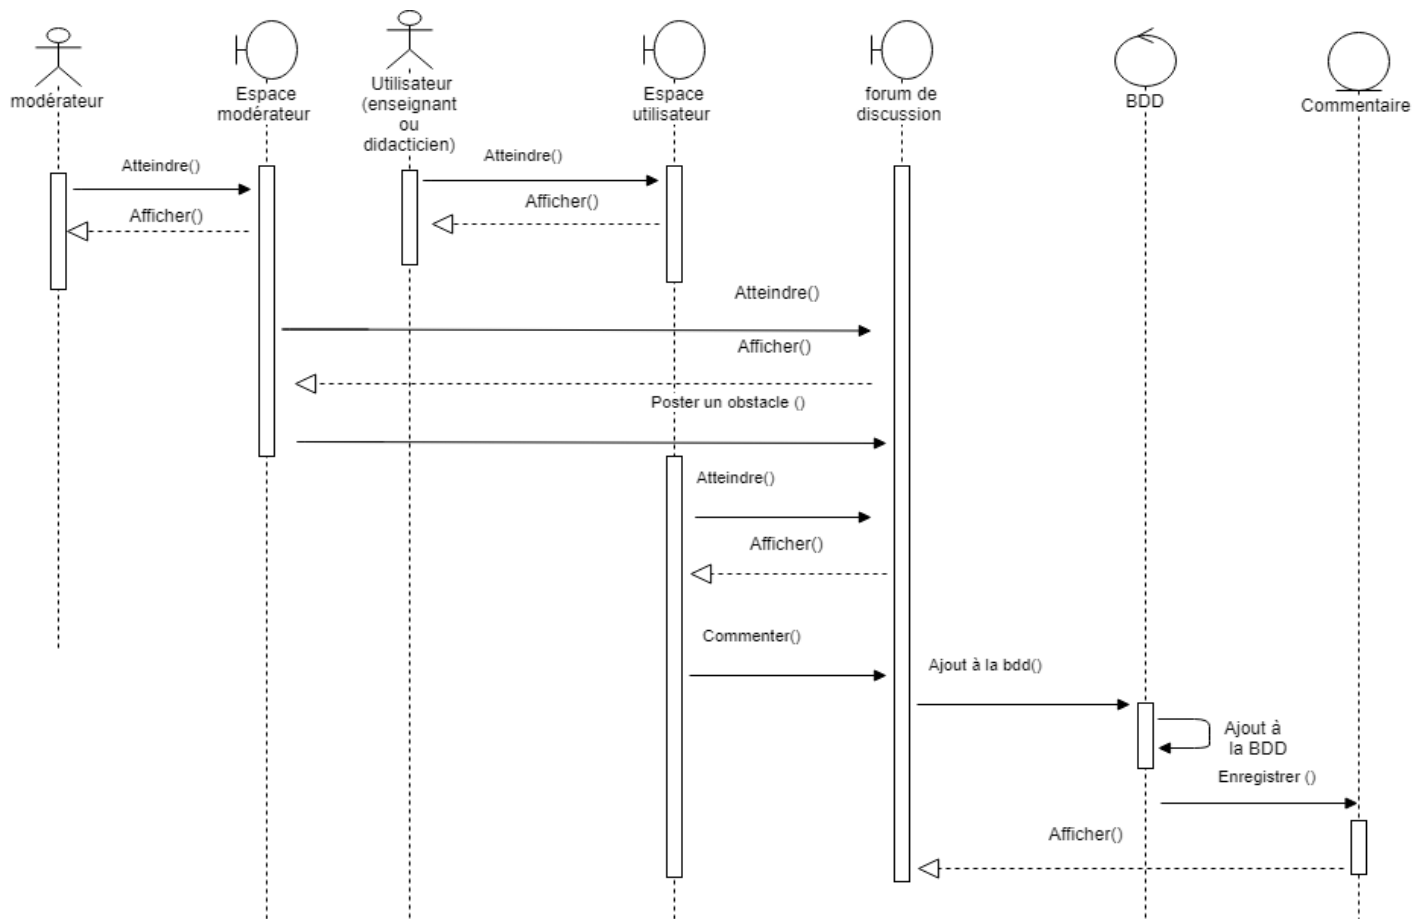 modérateur
Espace
modérateur
Utilisateur
(enseignant
ou
didacticien)
Espace
utilisateur
forum de
discussion
BDD
Commentaire
Atteindre()
Afficher()
Atteindre()
Afficher()
Atteindre()
Afficher()
Poster un obstacle ()
Atteindre()
Afficher()
Commenter()
Ajout à la bdd()
Ajout à
la BDD
Enregistrer ()
Afficher()